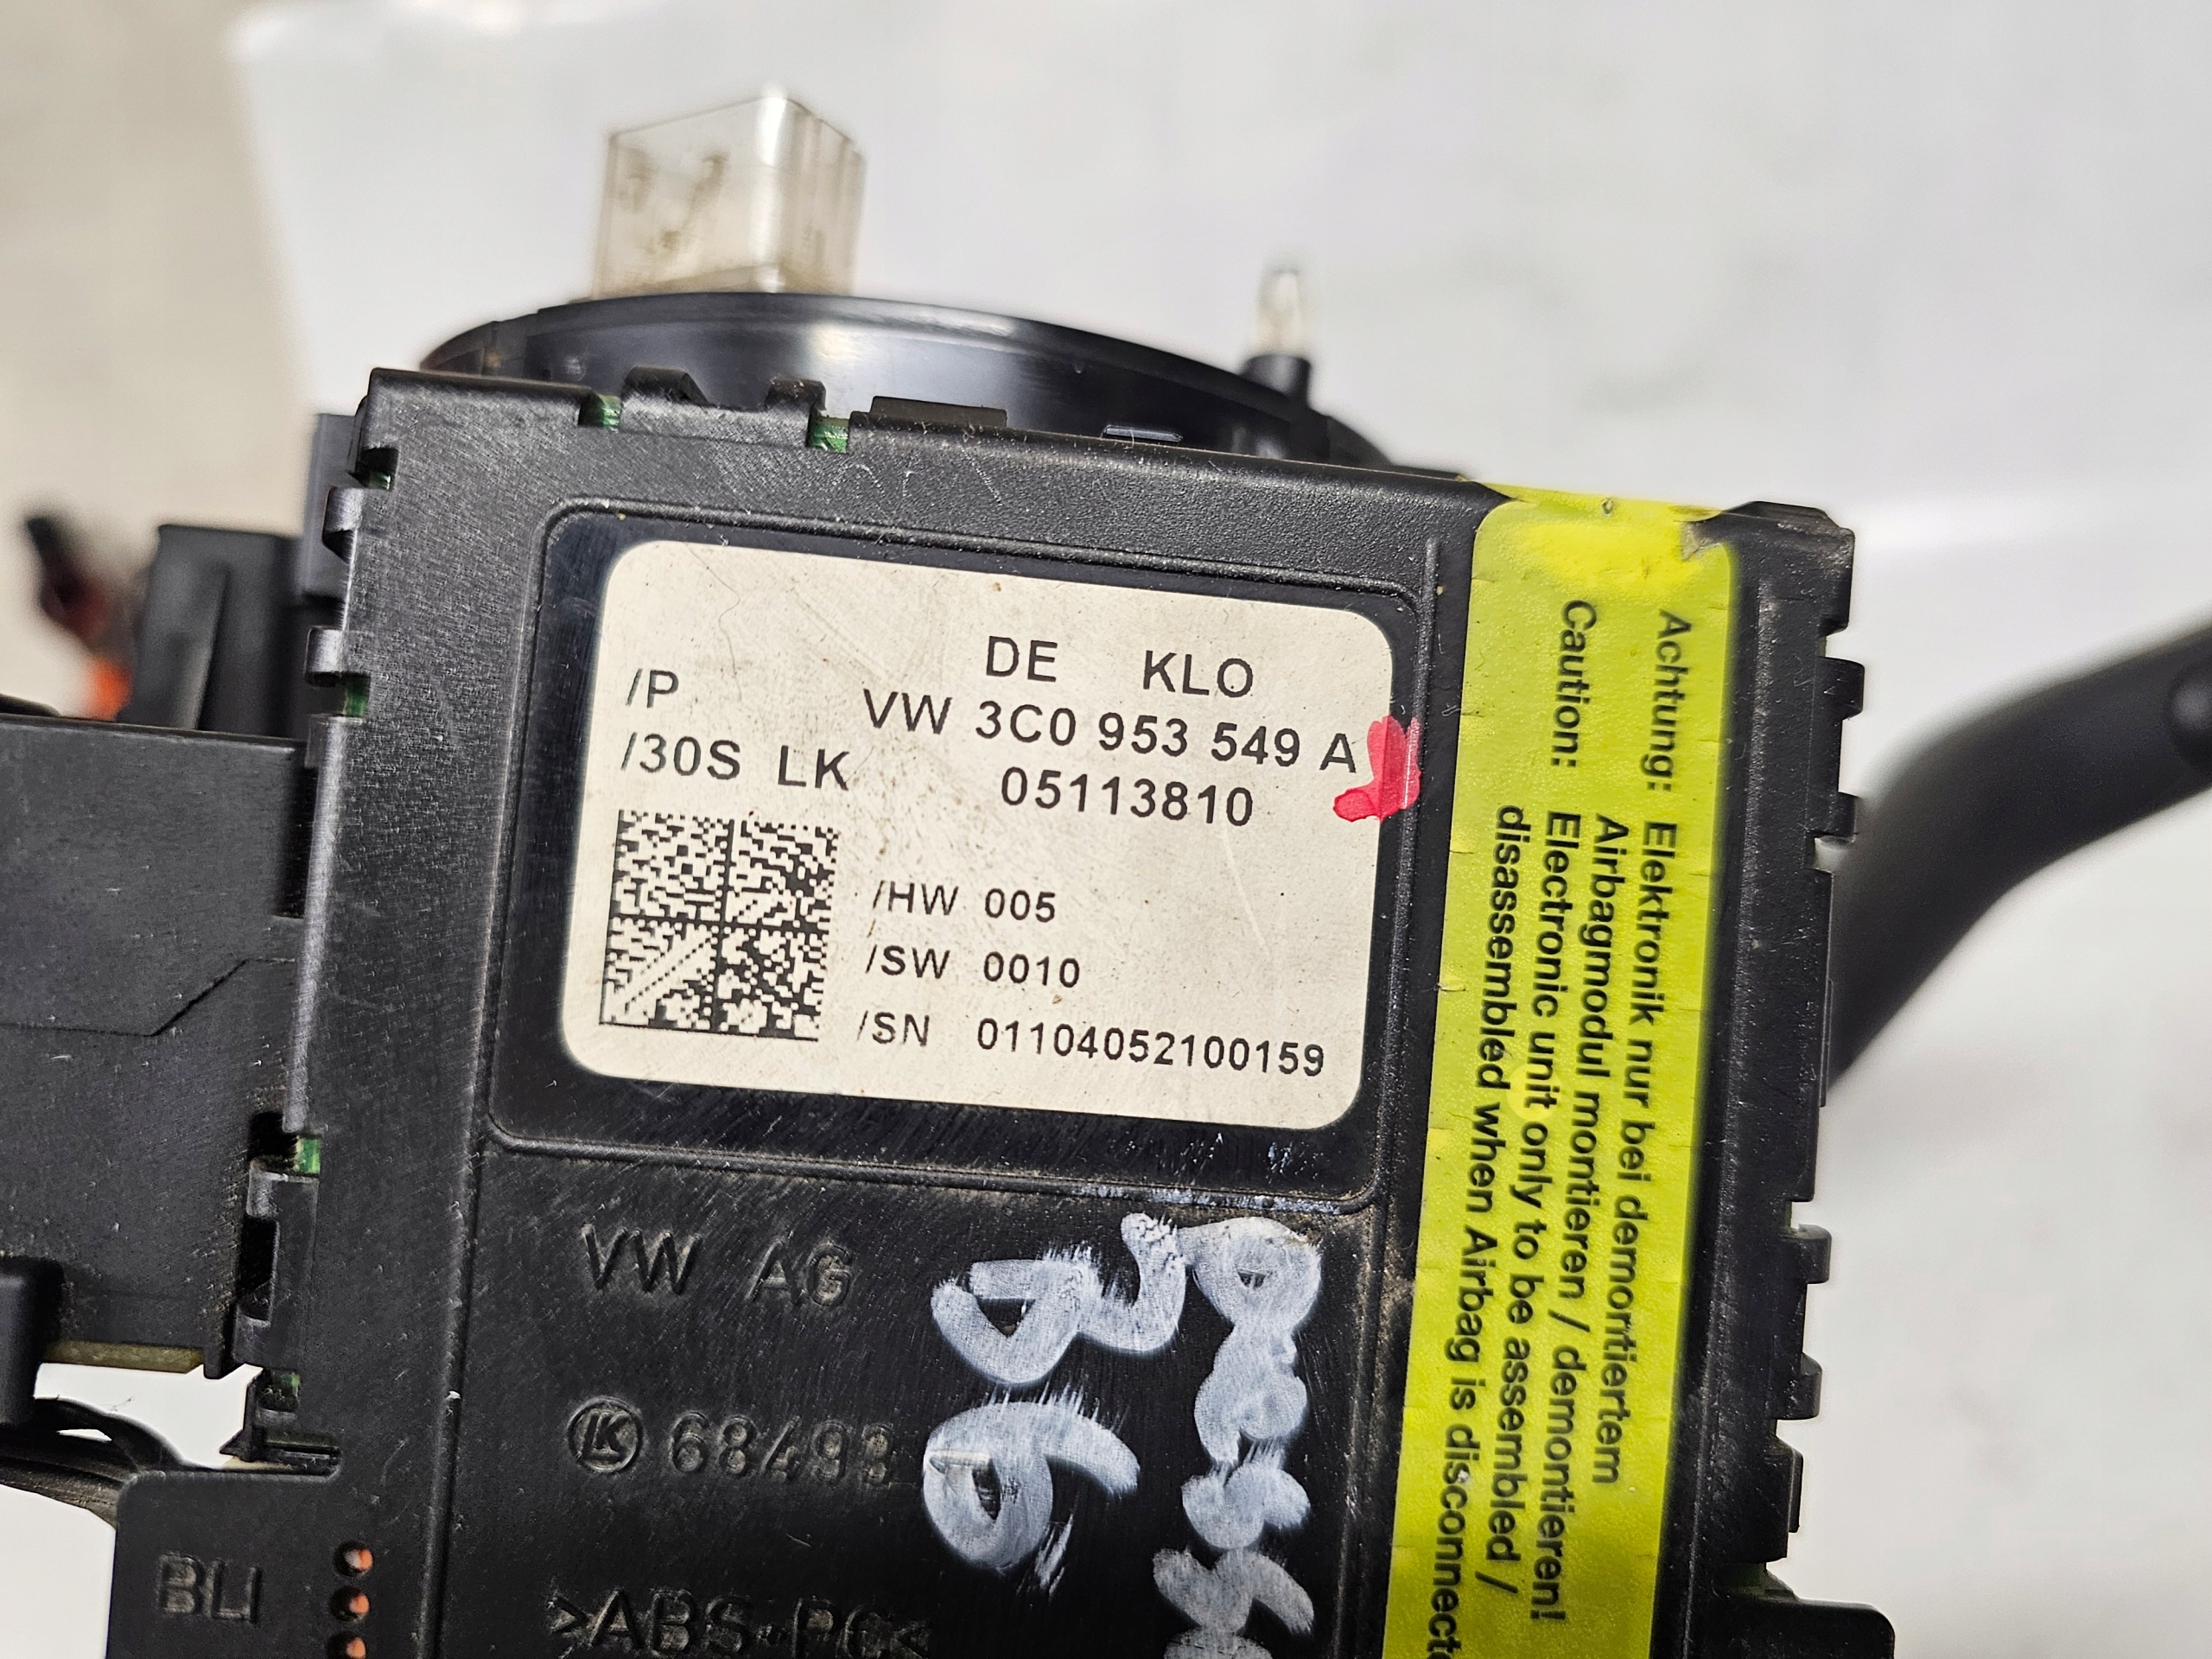 DE KLO
/P VW 3C0 953 549 A
/30S LK 05113810
/HW 005
/SW 0010
/SN 01104052100159
Achtung: Elektronik nur bei demontiertem
Airbagmodul montieren / demontieren!
Caution: Electronic unit only to be assembled /
disassembled when Airbag is disconnect
VW AG
LK 68493
>ABS-PC<
BLI